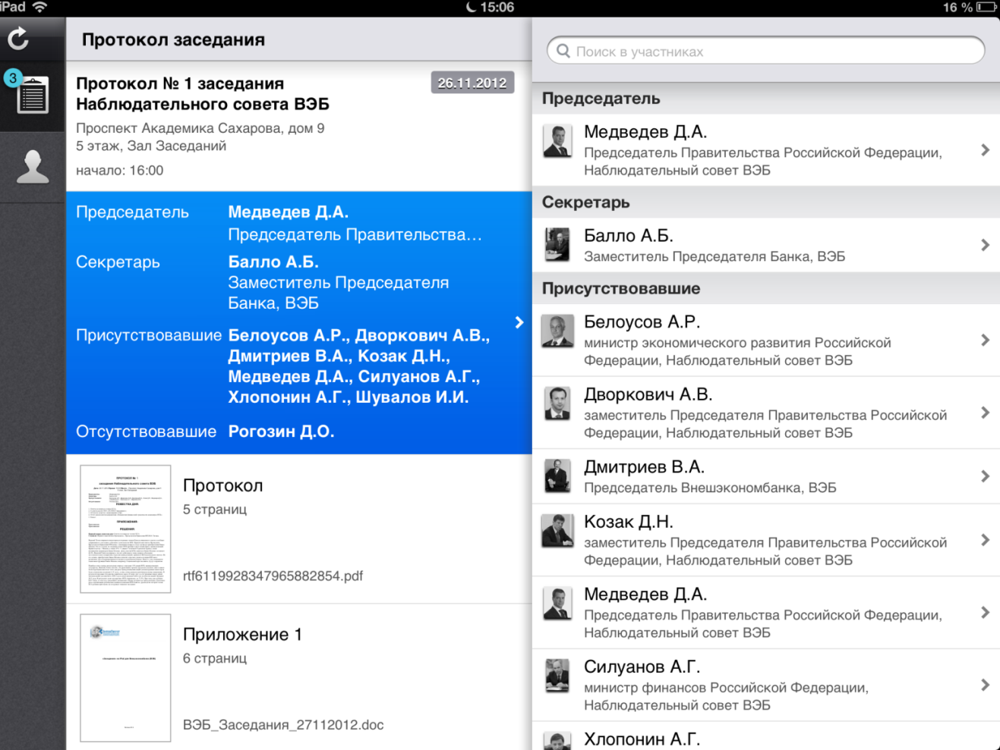 iPad
15:06
16 %
3
Протокол заседания
Протокол № 1 заседания
Наблюдательного совета ВЭБ
26.11.2012
Проспект Академика Сахарова, дом 9
5 этаж, Зал Заседаний
начало: 16:00
Председатель Медведев Д.А.
Председатель Правительства...
Секретарь Балло А.Б.
Заместитель Председателя
Банка, ВЭБ
Присутствовавшие Белоусов А.Р., Дворкович А.В.,
Дмитриев В.А., Козак Д.Н.,
Медведев Д.А., Силуанов А.Г.,
Хлопонин А.Г., Шувалов И.И.
Отсутствовавшие Рогозин Д.О.
Протокол
5 страниц
rtf6119928347965882854.pdf
Приложение 1
6 страниц
ВЭБ_Заседания_27112012.doc
Поиск в участниках
Председатель
Медведев Д.А.
Председатель Правительства Российской Федерации,
Наблюдательный совет ВЭБ
Секретарь
Балло А.Б.
Заместитель Председателя Банка, ВЭБ
Присутствовавшие
Белоусов А.Р.
министр экономического развития Российской
Федерации, Наблюдательный совет ВЭБ
Дворкович А.В.
заместитель Председателя Правительства Российской
Федерации, Наблюдательный совет ВЭБ
Дмитриев В.А.
Председатель Внешэкономбанка, ВЭБ
Козак Д.Н.
заместитель Председателя Правительства Российской
Федерации, Наблюдательный совет ВЭБ
Медведев Д.А.
Председатель Правительства Российской Федерации,
Наблюдательный совет ВЭБ
Силуанов А.Г.
министр финансов Российской Федерации,
Наблюдательный совет ВЭБ
Хлопонин А.Г.